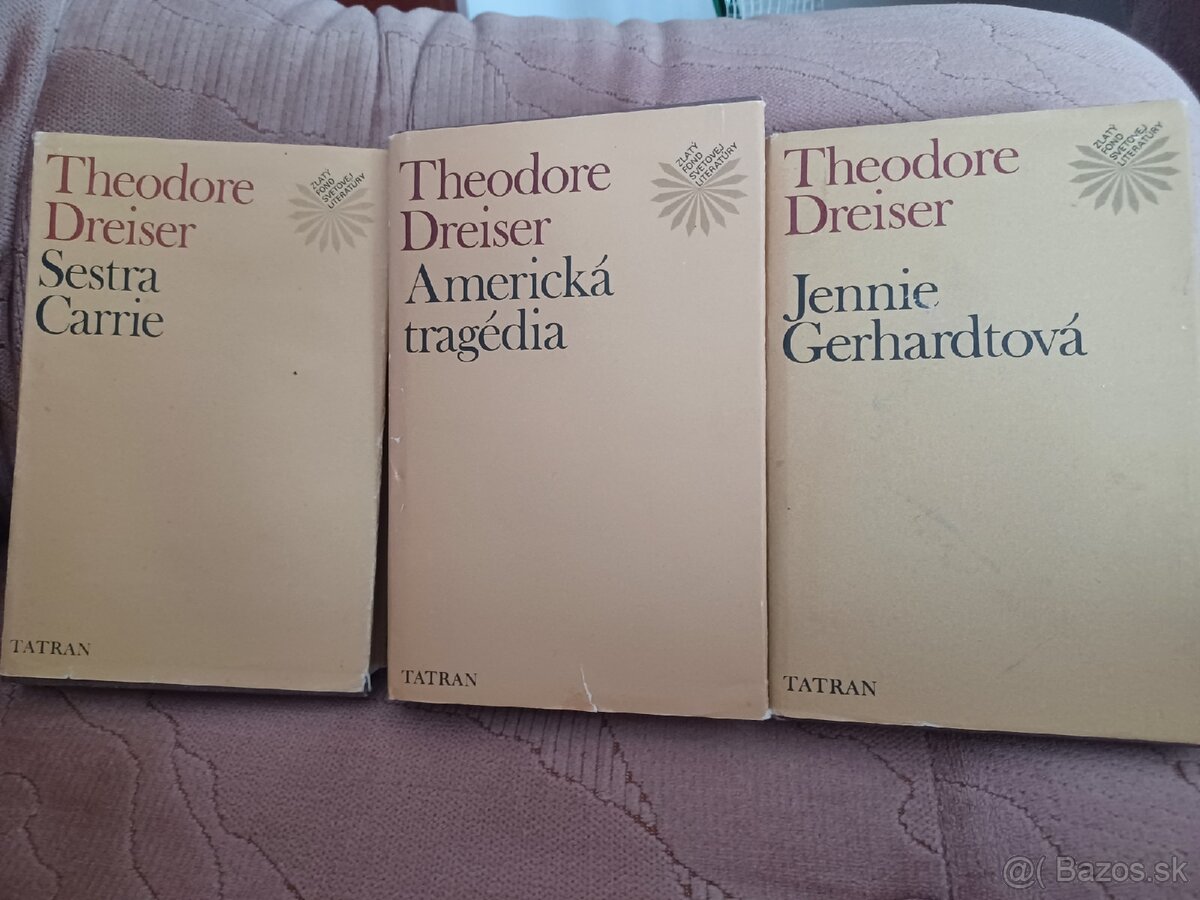 Theodore
Dreiser
Sestra
Carrie
ZLATÝ
FOND
SVETOVEJ
LITERATÚRY
TATRAN
Theodore
Dreiser
Americká
tragédia
ZLATÝ
FOND
SVETOVEJ
LITERATÚRY
TATRAN
Theodore
Dreiser
Jennie
Gerhardtová
ZLATÝ
FOND
SVETOVEJ
LITERATÚRY
TATRAN
@( Bazos.sk